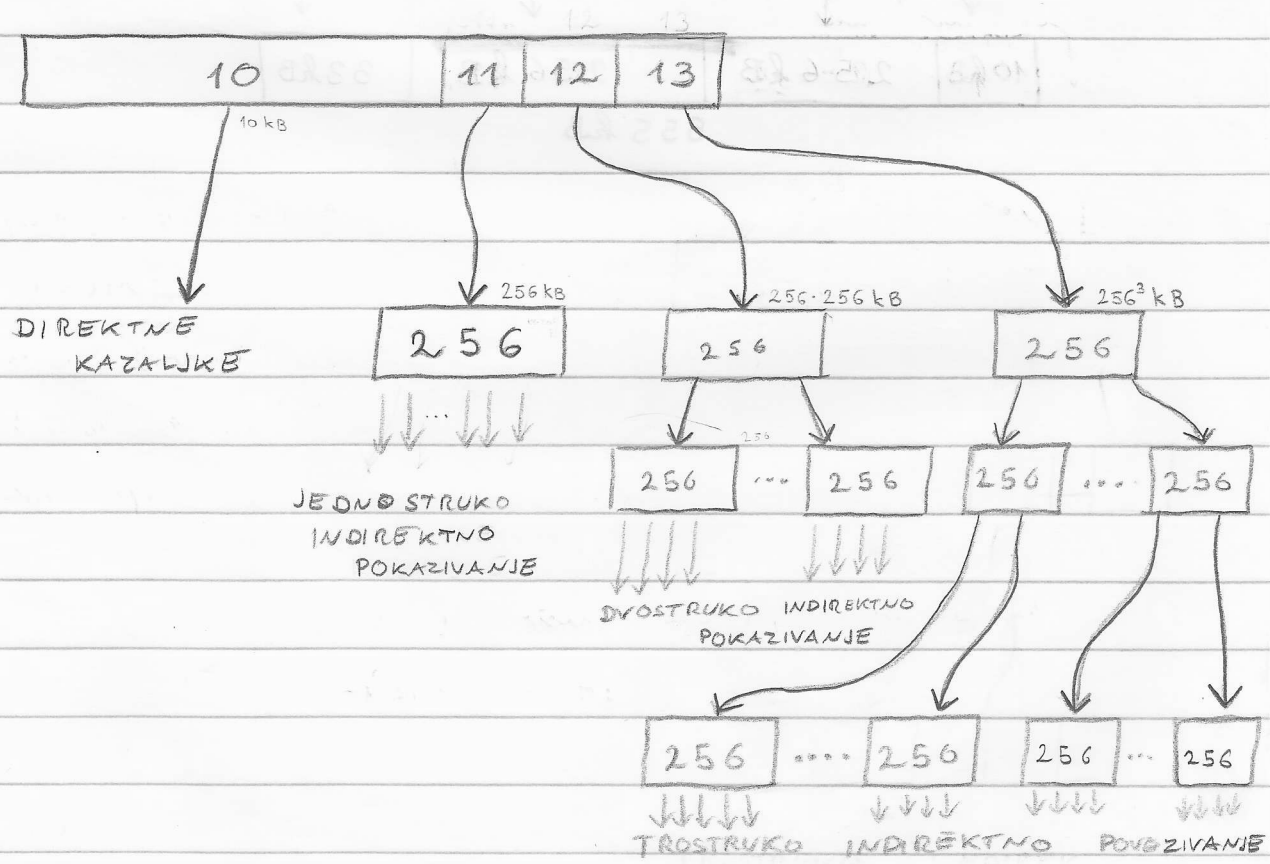 10 11 12 13
10 kB
256 kB 256·256 kB 256³ kB
DIREKTNE
KAZALJKE
256 256 256
...
256
256 ... 256 256 .... 256
JEDNOSTRUKO
INDIREKTNO
POKAZIVANJE
DVOSTRUKO INDIREKTNO
POKAZIVANJE
256 .... 256 256 ... 256
TROSTRUKO INDIREKTNO